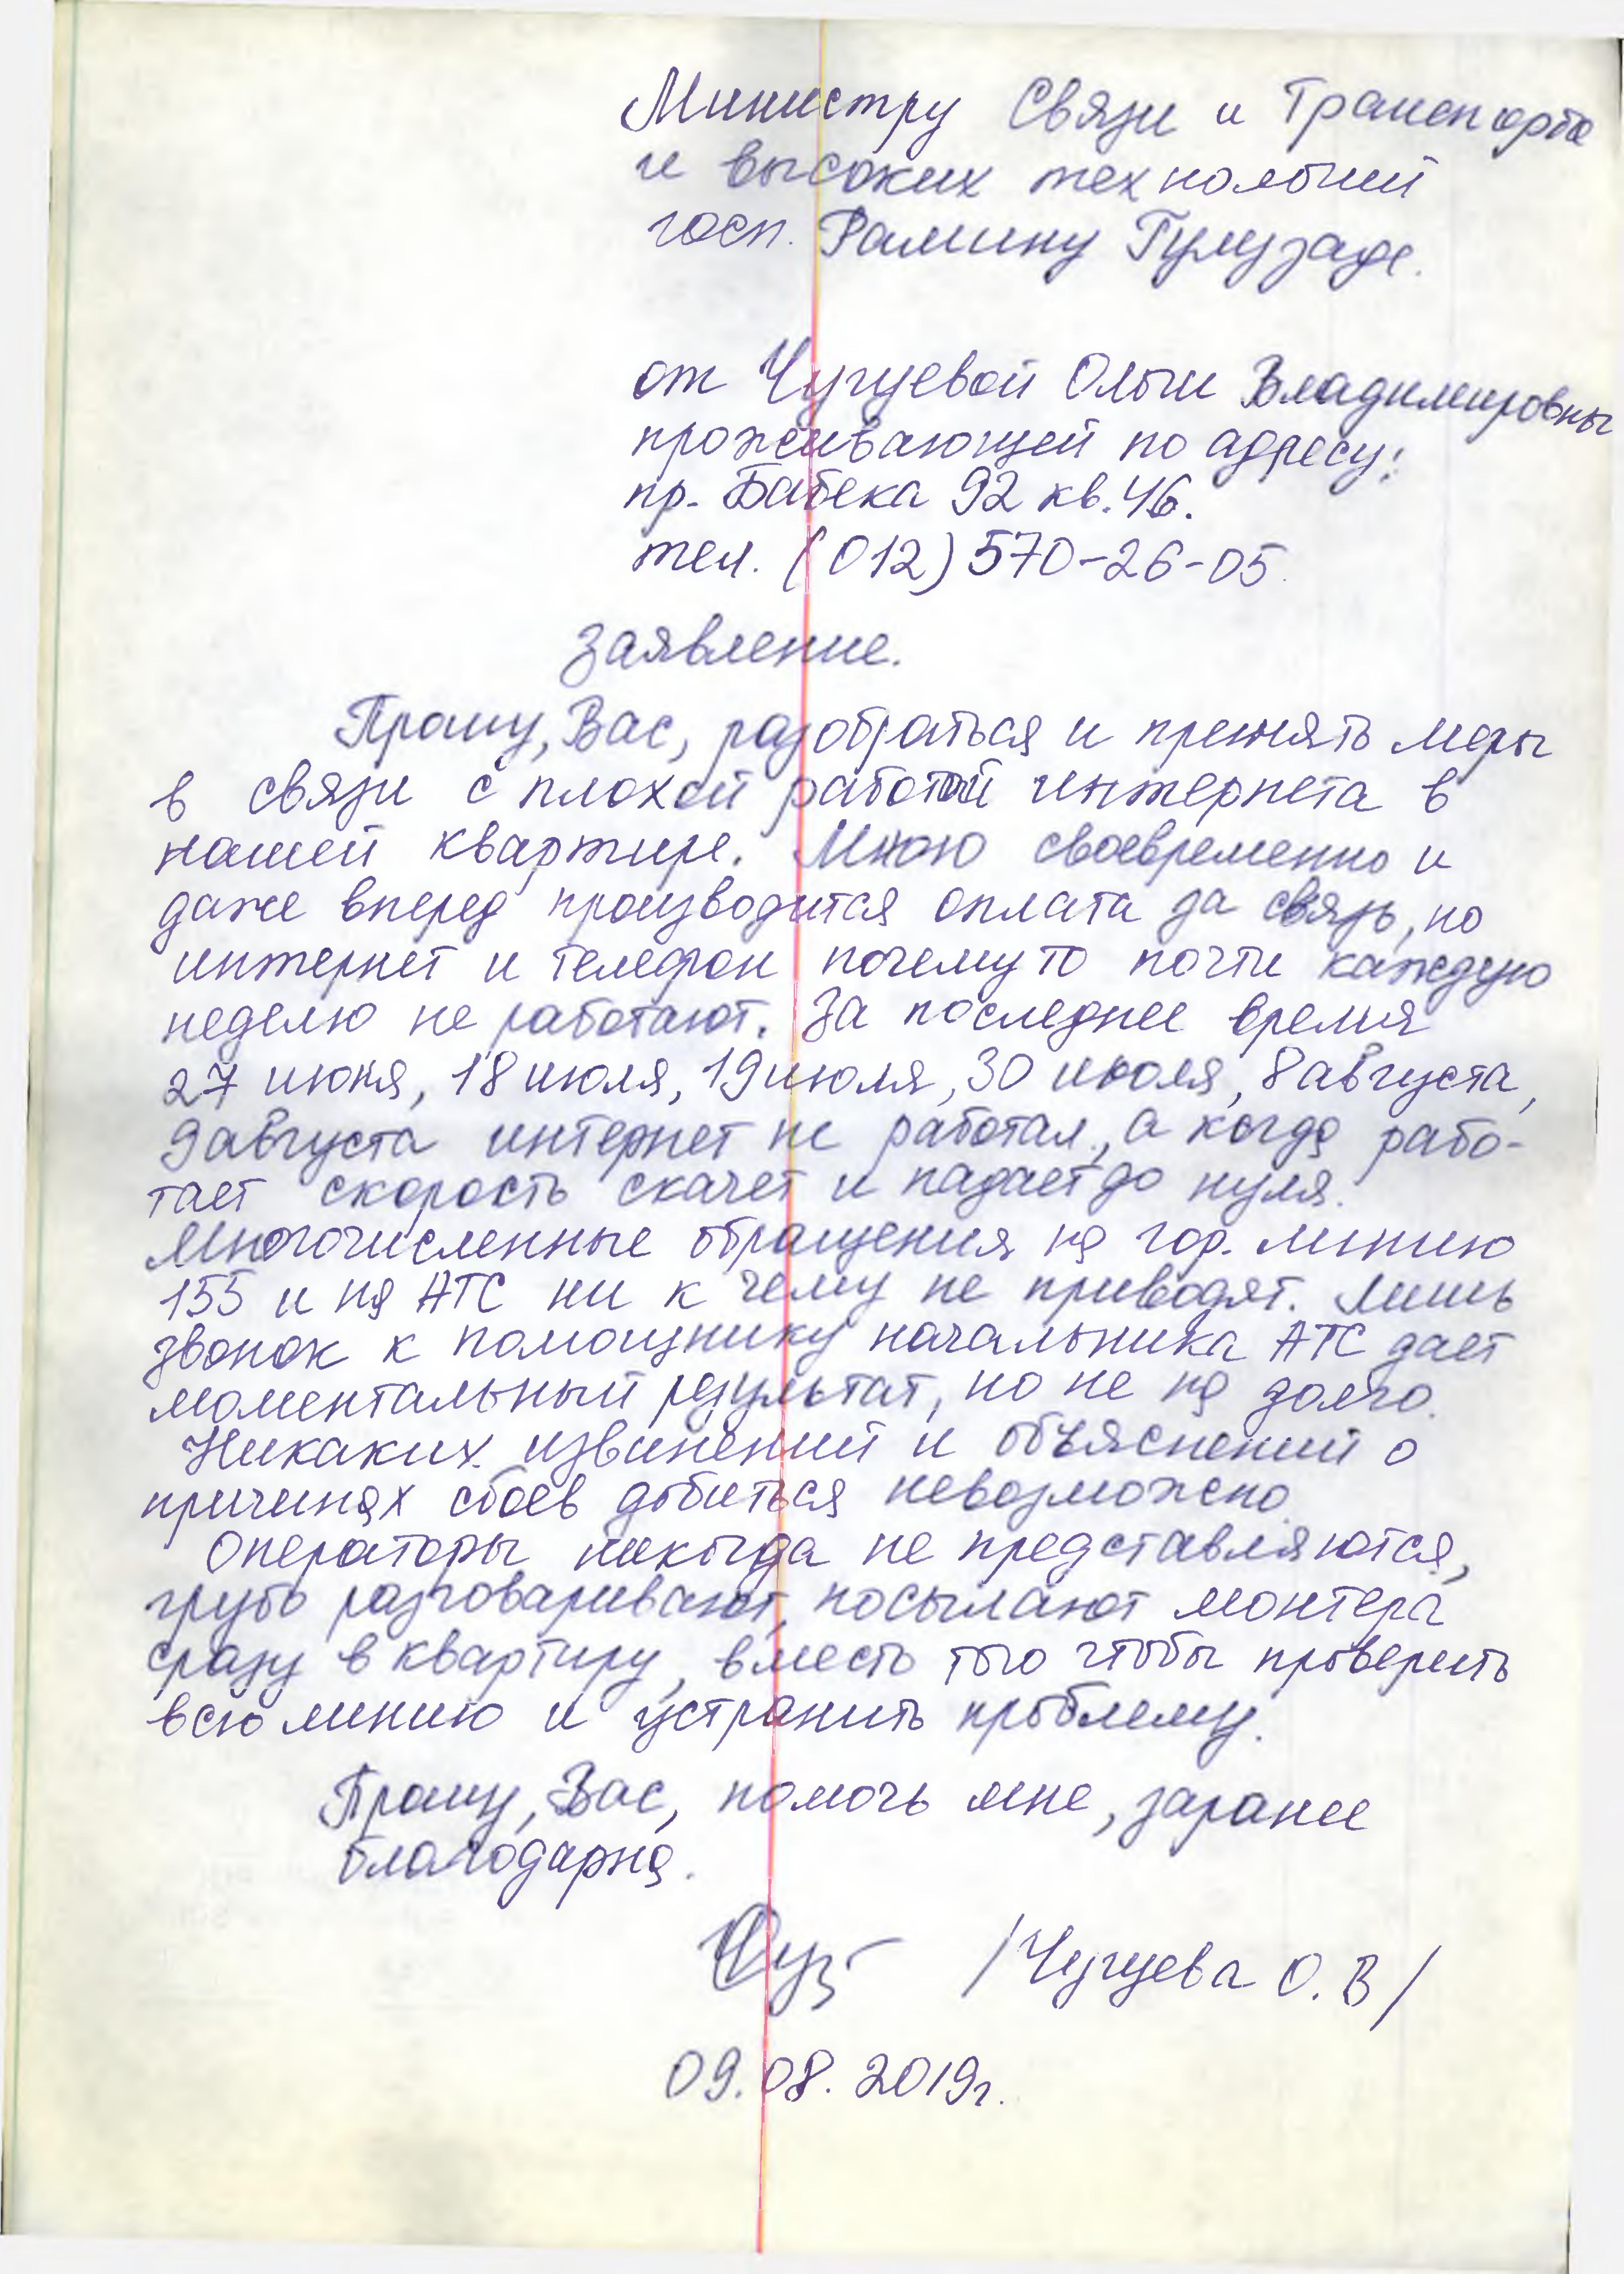 Министру Связи и Транспорта
и высоких технологий
госп. Рамину Гулузаде.
от Чугуевой Ольги Владимировны
проживающей по адресу:
пр. Бабека 92 кв. 46.
тел. (012) 570-26-05.
Заявление.
Прошу, Вас, разобраться и принять меры
в связи с плохой работой интернета в
нашей квартире. Мною своевременно и
даже вперед производится оплата за связь, но
интернет и телефон почему то почти каждую
неделю не работают. За последнее время
27 июня, 18 июля, 19 июля, 30 июля, 8 августа,
9 августа интернет не работал, а когда рабо-
тает скорость скачет и падает до нуля.
Многочисленные обращения на гор. линию
155 и на АТС ни к чему не приводят. Лишь
звонок к помощнику начальника АТС дает
моментальный результат, но не на долго.
Никаких извинений и объяснений о
причинах сбоев добиться невозможно.
Операторы никогда не представляются,
грубо разговаривают, посылают монтера
сразу в квартиру, вместо того чтобы проверить
всю линию и устранить проблему.
Прошу, Вас, помочь мне, заранее
благодарна.
/Чугуева О. В/
09.08.2019г.